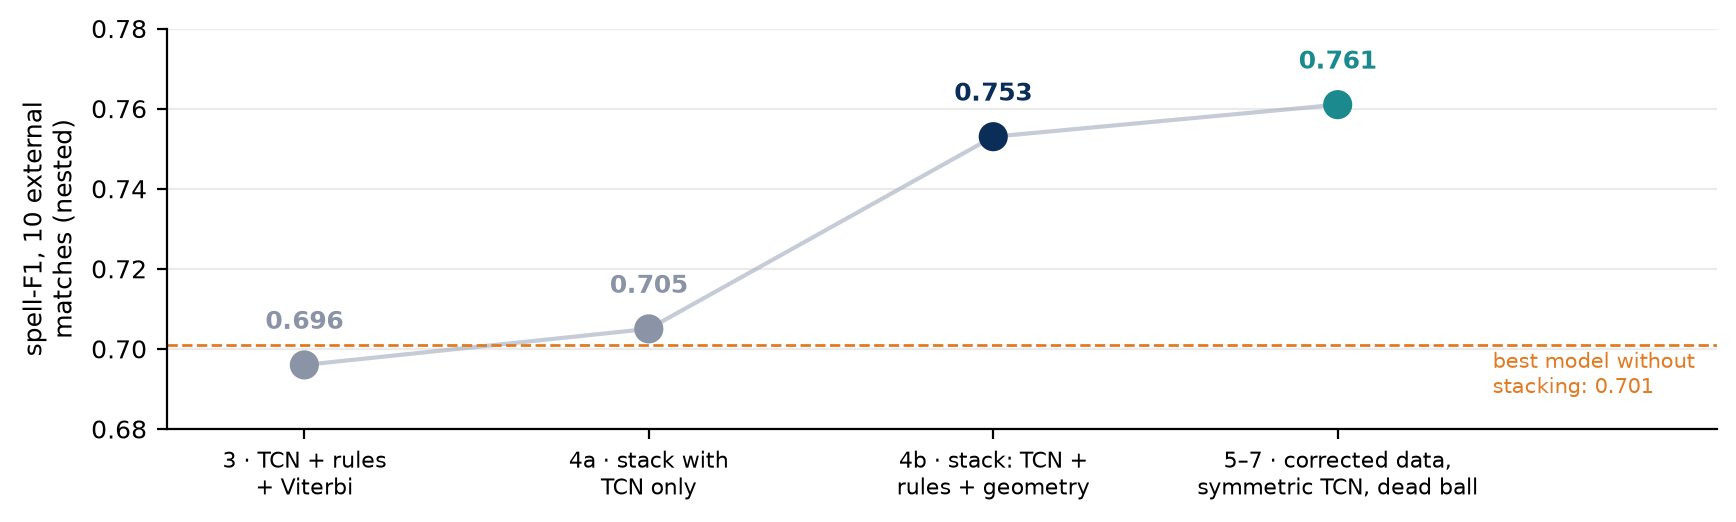 spell-F1, 10 external
matches (nested)
0.78
0.76
0.74
0.72
0.70
0.68
0.696
0.705
0.753
0.761
best model without
stacking: 0.701
3 · TCN + rules
+ Viterbi
4a · stack with
TCN only
4b · stack: TCN +
rules + geometry
5–7 · corrected data,
symmetric TCN, dead ball